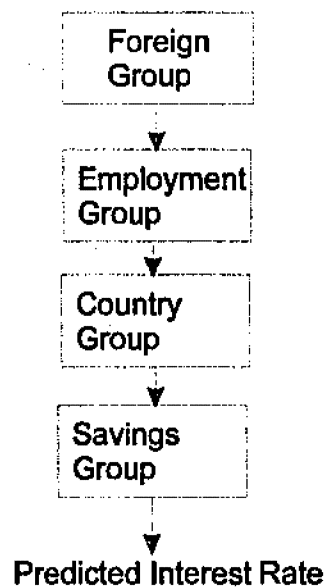 Foreign
Group
Employment
Group
Country
Group
Savings
Group
Predicted Interest Rate